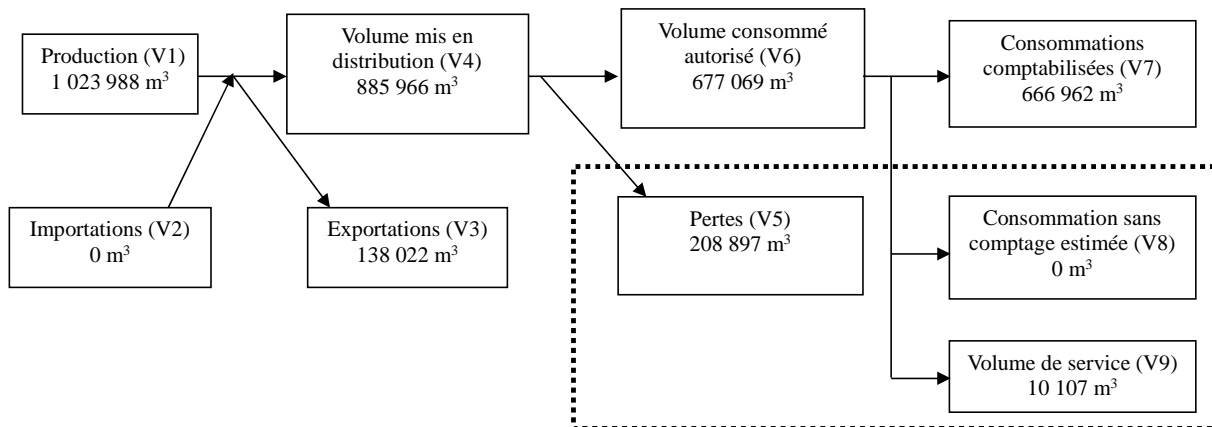 Production (V1)
1 023 988 m³
Volume mis en
distribution (V4)
885 966 m³
Volume consommé
autorisé (V6)
677 069 m³
Consommations
comptabilisées (V7)
666 962 m³
Importations (V2)
0 m³
Exportations (V3)
138 022 m³
Pertes (V5)
208 897 m³
Consommation sans
comptage estimée (V8)
0 m³
Volume de service (V9)
10 107 m³